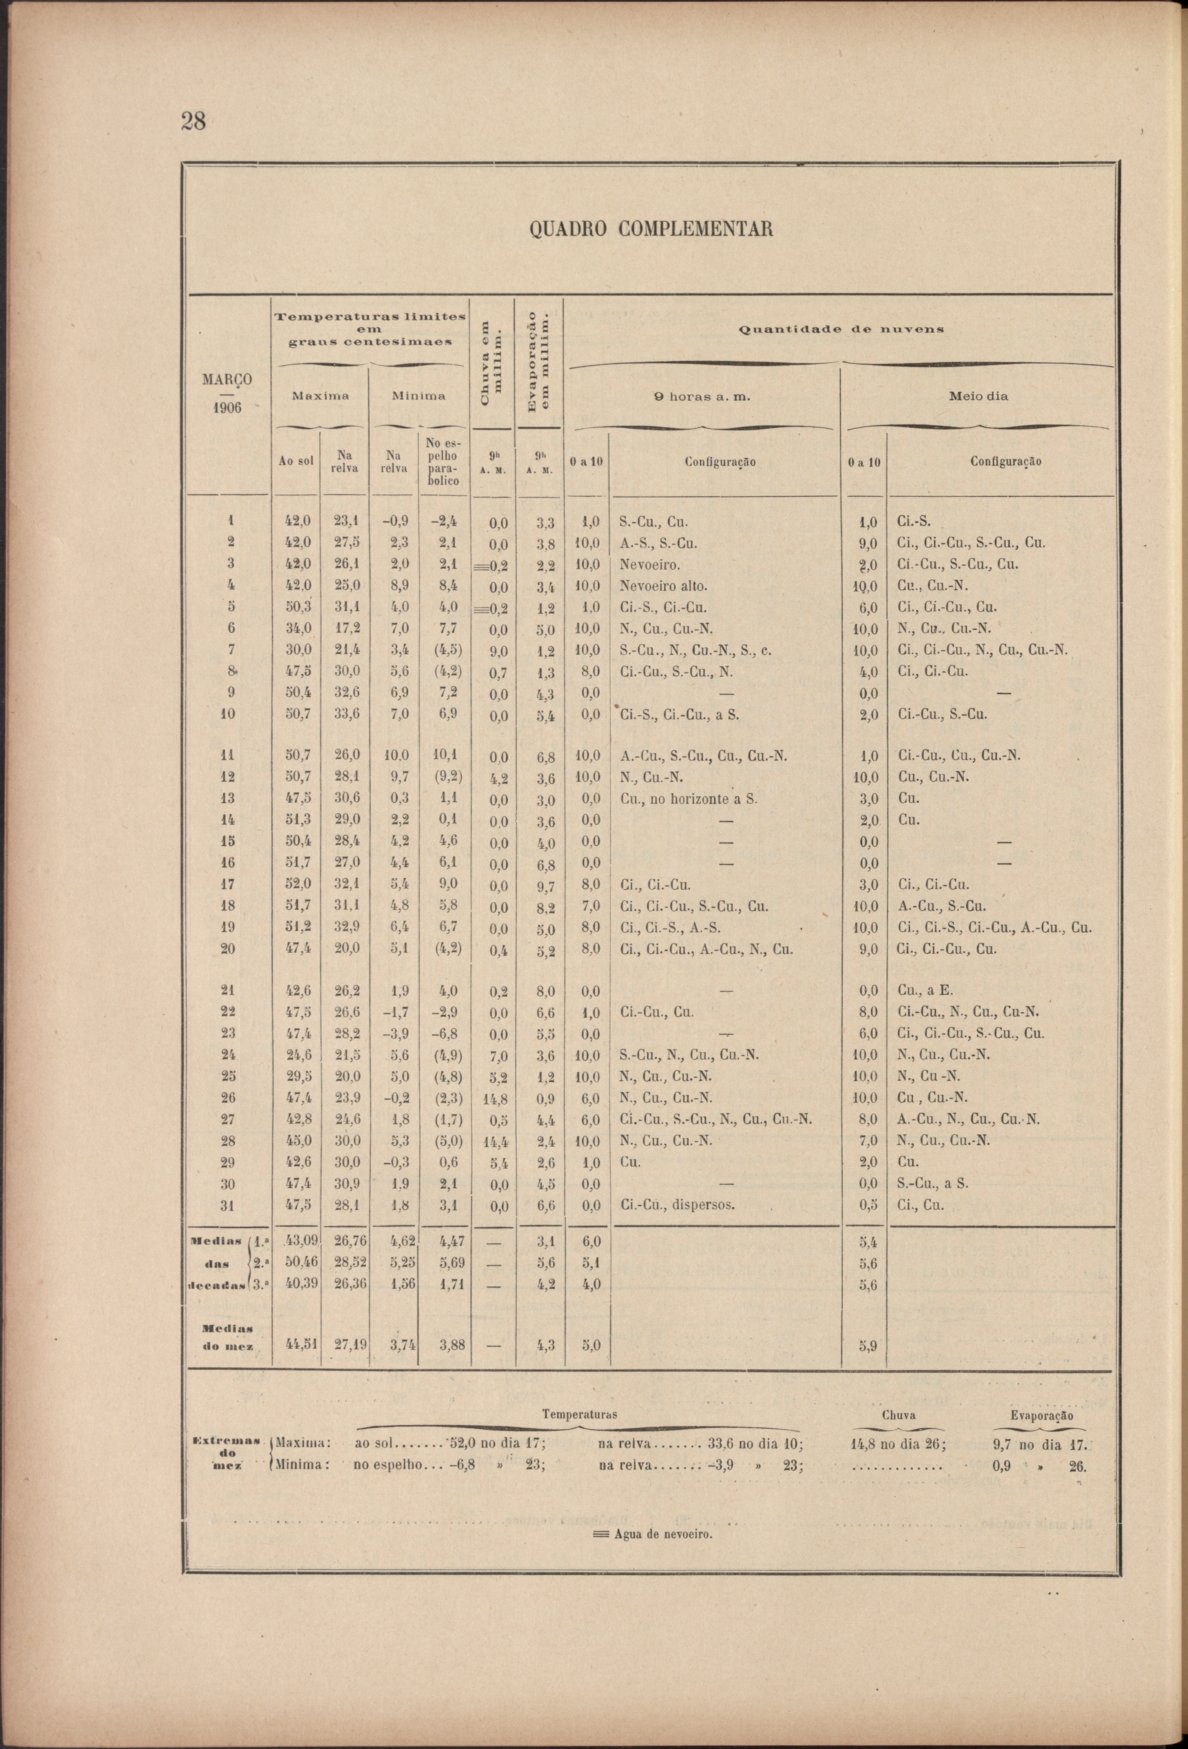 28
QUADRO COMPLEMENTAR
MARÇO
1906
Temperaturas limites
em
graus centesimaes
Chuva em
millim.
Evaporação
em millim.
Quantidade de nuvens
Maxima Minima 9 horas a. m. Meio dia
Ao sol Na relva Na relva No es-pelho para-bolico 9h A. M. 9h A. M. 0 a 10 Configuração 0 a 10 Configuração
1 42,0 23,1 –0,9 –2,4 0,0 3,3 1,0 S.-Cu., Cu. 1,0 Ci.-S.
2 42,0 27,5 2,3 2,1 0,0 3,8 10,0 A.-S., S.-Cu. 9,0 Ci., Ci.-Cu., S.-Cu., Cu.
3 42,0 26,1 2,0 2,1 ≡0,2 2,2 10,0 Nevoeiro. 2,0 Ci.-Cu., S.-Cu., Cu.
4 42,0 25,0 8,9 8,4 0,0 3,4 10,0 Nevoeiro alto. 10,0 Cu., Cu.-N.
5 50,3 31,1 4,0 4,0 ≡0,2 1,2 1,0 Ci.-S., Ci.-Cu. 6,0 Ci., Ci.-Cu., Cu.
6 34,0 17,2 7,0 7,7 0,0 5,0 10,0 N., Cu., Cu.-N. 10,0 N., Cu., Cu.-N.
7 30,0 21,4 3,4 (4,5) 9,0 1,2 10,0 S.-Cu., N., Cu.-N., S., c. 10,0 Ci., Ci.-Cu., N., Cu., Cu.-N.
8 47,5 30,0 5,6 (4,2) 0,7 1,3 8,0 Ci.-Cu., S.-Cu., N. 4,0 Ci., Ci.-Cu.
9 50,4 32,6 6,9 7,2 0,0 4,3 0,0 — 0,0 —
10 50,7 33,6 7,0 6,9 0,0 5,4 0,0 Ci.-S., Ci.-Cu., a S. 2,0 Ci.-Cu., S.-Cu.
11 50,7 26,0 10,0 10,1 0,0 6,8 10,0 A.-Cu., S.-Cu., Cu., Cu.-N. 1,0 Ci.-Cu., Cu., Cu.-N.
12 50,7 28,1 9,7 (9,2) 4,2 3,6 10,0 N., Cu.-N. 10,0 Cu., Cu.-N.
13 47,5 30,6 0,3 1,1 0,0 3,0 0,0 Cu., no horizonte a S. 3,0 Cu.
14 51,3 29,0 2,2 0,1 0,0 3,6 0,0 — 2,0 Cu.
15 50,4 28,4 4,2 4,6 0,0 4,0 0,0 — 0,0 —
16 51,7 27,0 4,4 6,1 0,0 6,8 0,0 — 0,0 —
17 52,0 32,1 5,4 9,0 0,0 9,7 8,0 Ci., Ci.-Cu. 3,0 Ci., Ci.-Cu.
18 51,7 31,1 4,8 5,8 0,0 8,2 7,0 Ci., Ci.-Cu., S.-Cu., Cu. 10,0 A.-Cu., S.-Cu.
19 51,2 32,9 6,4 6,7 0,0 5,0 8,0 Ci., Ci.-S., A.-S. 10,0 Ci., Ci.-S., Ci.-Cu., A.-Cu., Cu.
20 47,4 20,0 5,1 (4,2) 0,4 5,2 8,0 Ci., Ci.-Cu., A.-Cu., N., Cu. 9,0 Ci., Ci.-Cu., Cu.
21 42,6 26,2 1,9 4,0 0,2 8,0 0,0 — 0,0 Cu., a E.
22 47,5 26,6 –1,7 –2,9 0,0 6,6 1,0 Ci.-Cu., Cu. 8,0 Ci.-Cu., N., Cu., Cu-N.
23 47,4 28,2 –3,9 –6,8 0,0 5,5 0,0 — 6,0 Ci., Ci.-Cu., S.-Cu., Cu.
24 24,6 21,5 5,6 (4,9) 7,0 3,6 10,0 S.-Cu., N., Cu., Cu.-N. 10,0 N., Cu., Cu.-N.
25 29,5 20,0 5,0 (4,8) 5,2 1,2 10,0 N., Cu., Cu.-N. 10,0 N., Cu -N.
26 47,4 23,9 –0,2 (2,3) 14,8 0,9 6,0 N., Cu., Cu.-N. 10,0 Cu , Cu.-N.
27 42,8 24,6 1,8 (1,7) 0,5 4,4 6,0 Ci.-Cu., S.-Cu., N., Cu., Cu.-N. 8,0 A.-Cu., N., Cu., Cu.-N.
28 45,0 30,0 5,3 (5,0) 14,4 2,4 10,0 N., Cu., Cu.-N. 7,0 N., Cu., Cu.-N.
29 42,6 30,0 –0,3 0,6 5,4 2,6 1,0 Cu. 2,0 Cu.
30 47,4 30,9 1,9 2,1 0,0 4,5 0,0 — 0,0 S.-Cu., a S.
31 47,5 28,1 1,8 3,1 0,0 6,6 0,0 Ci.-Cu., dispersos. 0,5 Ci., Cu.
Medias 1.ª 43,09 26,76 4,62 4,47 — 3,1 6,0 5,4
das 2.ª 50,46 28,52 5,25 5,69 — 5,6 5,1 5,6
decadas 3.ª 40,39 26,36 1,56 1,71 — 4,2 4,0 5,6
Medias
do mez 44,51 27,19 3,74 3,88 — 4,3 5,0 5,9
Temperaturas Chuva Evaporação
Extremas
do
mez
Maxima: ao sol....... 52,0 no dia 17; na relva....... 33,6 no dia 10; 14,8 no dia 26; 9,7 no dia 17.
Minima: no espelho... –6,8 » 23; na relva....... –3,9 » 23; ............. 0,9 » 26.
≡ Agua de nevoeiro.